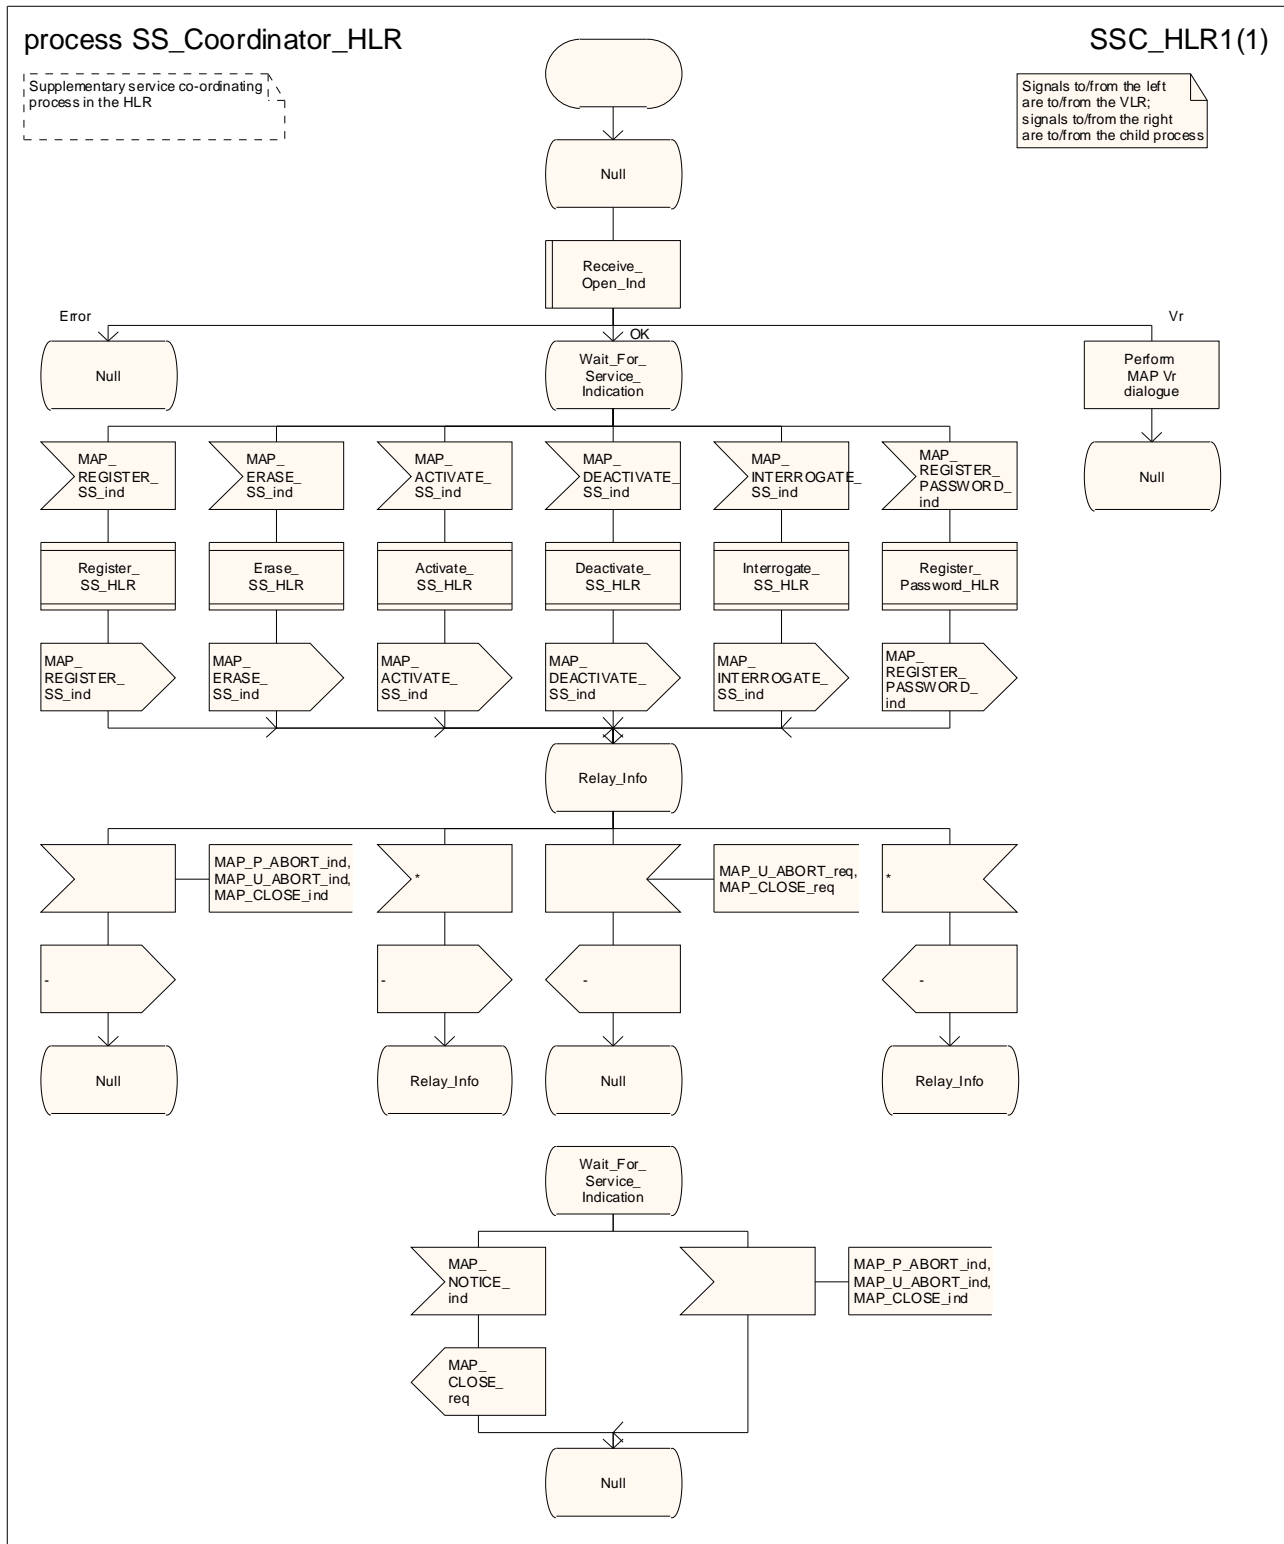 process SS_Coordinator_HLR
SSC_HLR1(1)
Supplementary service co-ordinating
process in the HLR
Signals to/from the left
are to/from the VLR;
signals to/from the right
are to/from the child process
Null
Receive_
Open_Ind
Error
OK
Vr
Null
Wait_For_
Service_
Indication
Perform
MAP Vr
dialogue
Null
MAP_
REGISTER_
SS_ind
MAP_
ERASE_
SS_ind
MAP_
ACTIVATE_
SS_ind
MAP_
DEACTIVATE_
SS_ind
MAP_
INTERROGATE_
SS_ind
MAP_
REGISTER_
PASSWORD_
ind
Register_
SS_HLR
Erase_
SS_HLR
Activate_
SS_HLR
Deactivate_
SS_HLR
Interrogate_
SS_HLR
Register_
Password_HLR
MAP_
REGISTER_
SS_ind
MAP_
ERASE_
SS_ind
MAP_
ACTIVATE_
SS_ind
MAP_
DEACTIVATE_
SS_ind
MAP_
INTERROGATE_
SS_ind
MAP_
REGISTER_
PASSWORD_
ind
Relay_Info
MAP_P_ABORT_ind,
MAP_U_ABORT_ind,
MAP_CLOSE_ind
*
MAP_U_ABORT_req,
MAP_CLOSE_req
*
-
-
-
-
Null
Relay_Info
Null
Relay_Info
Wait_For_
Service_
Indication
MAP_
NOTICE_
ind
MAP_P_ABORT_ind,
MAP_U_ABORT_ind,
MAP_CLOSE_ind
MAP_
CLOSE_
req
Null